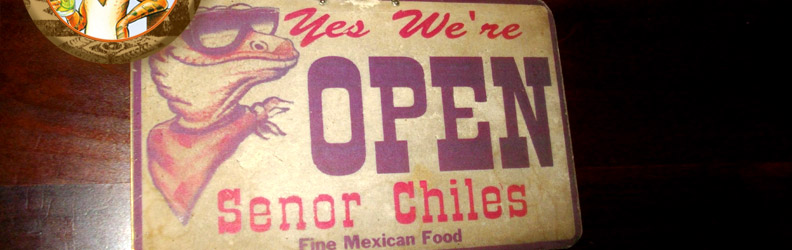 Yes We're
OPEN
Senor Chiles
Fine Mexican Food